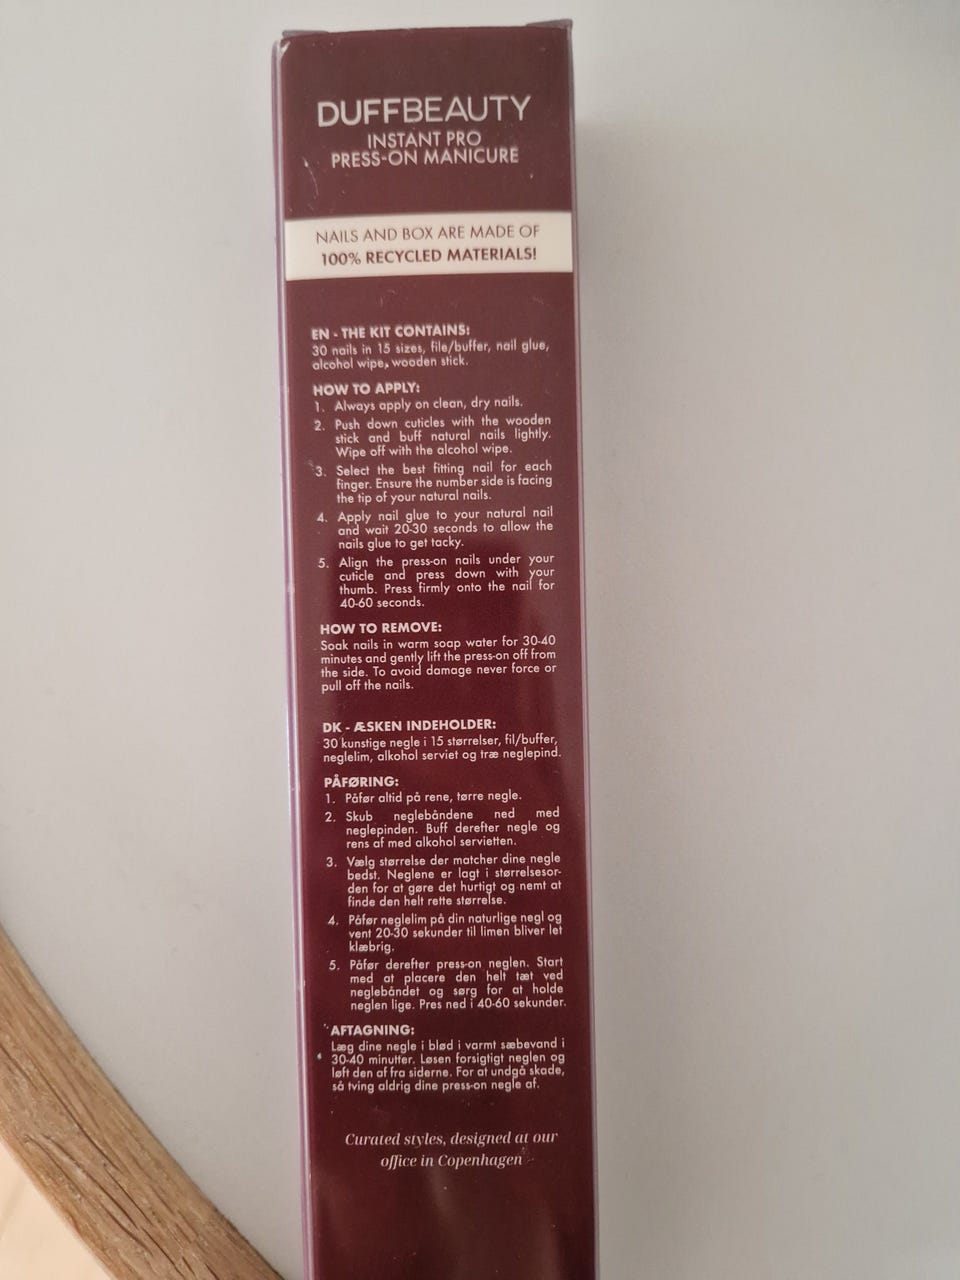 DUFFBEAUTY
INSTANT PRO
PRESS-ON MANICURE
NAILS AND BOX ARE MADE OF
100% RECYCLED MATERIALS!
EN - THE KIT CONTAINS:
30 nails in 15 sizes, file/buffer, nail glue,
alcohol wipe, wooden stick.
HOW TO APPLY:
1. Always apply on clean, dry nails.
2. Push down cuticles with the wooden
stick and buff natural nails lightly.
Wipe off with the alcohol wipe.
3. Select the best fitting nail for each
finger. Ensure the number side is facing
the tip of your natural nails.
4. Apply nail glue to your natural nail
and wait 20-30 seconds to allow the
nails glue to get tacky.
5. Align the press-on nails under your
cuticle and press down with your
thumb. Press firmly onto the nail for
40-60 seconds.
HOW TO REMOVE:
Soak nails in warm soap water for 30-40
minutes and gently lift the press-on off from
the side. To avoid damage never force or
pull off the nails.
DK - ÆSKEN INDEHOLDER:
30 kunstige negle i 15 størrelser, fil/buffer,
neglelim, alkohol serviet og træ neglepind.
PÅFØRING:
1. Påfør altid på rene, tørre negle.
2. Skub neglebåndene ned med
neglepinden. Buff derefter negle og
rens af med alkohol servietten.
3. Vælg størrelse der matcher dine negle
bedst. Neglene er lagt i størrelsesor-
den for at gøre det hurtigt og nemt at
finde den helt rette størrelse.
4. Påfør neglelim på din naturlige negl og
vent 20-30 sekunder til limen bliver let
klæbrig.
5. Påfør derefter press-on neglen. Start
med at placere den helt tæt ved
neglebåndet og sørg for at holde
neglen lige. Pres ned i 40-60 sekunder.
AFTAGNING:
Læg dine negle i blød i varmt sæbevand i
30-40 minutter. Løsen forsigtigt neglen og
løft den af fra siderne. For at undgå skade,
så tving aldrig dine press-on negle af.
Curated styles, designed at our
office in Copenhagen